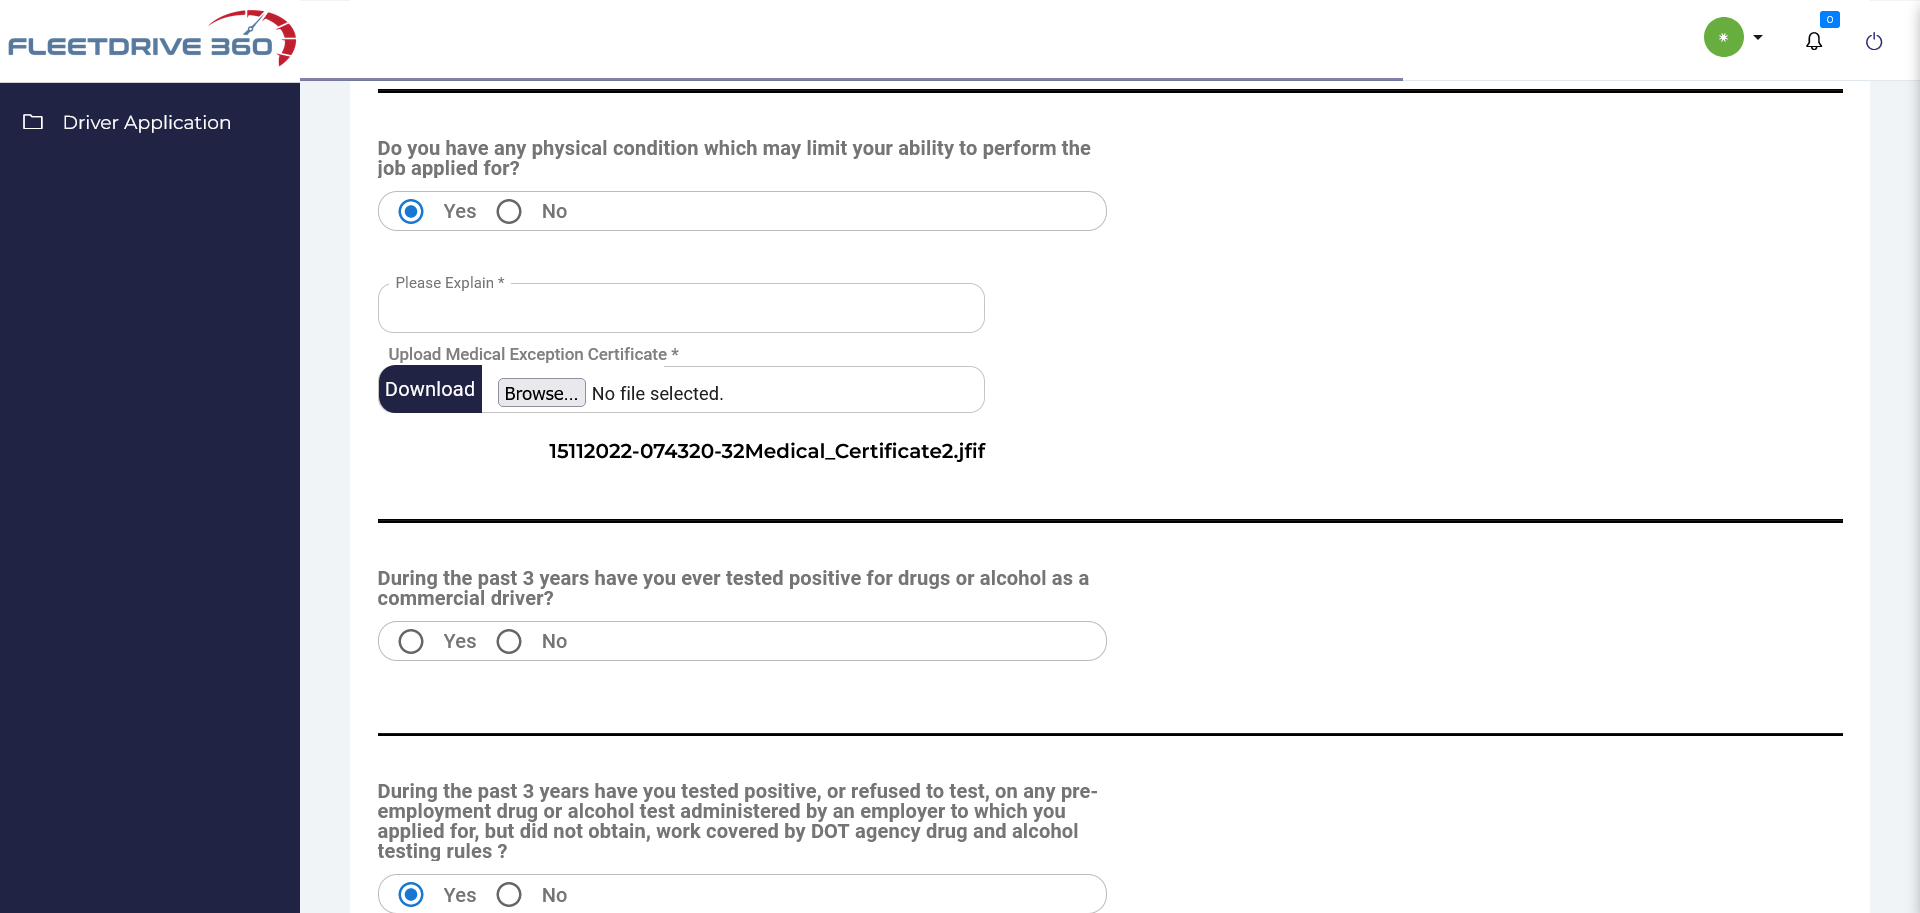 FLEETDRIVE 360
0
Driver Application
Do you have any physical condition which may limit your ability to perform the
job applied for?
Yes No
Please Explain *
Upload Medical Exception Certificate *
Download Browse... No file selected.
15112022-074320-32Medical_Certificate2.jfif
During the past 3 years have you ever tested positive for drugs or alcohol as a
commercial driver?
Yes No
During the past 3 years have you tested positive, or refused to test, on any pre-
employment drug or alcohol test administered by an employer to which you
applied for, but did not obtain, work covered by DOT agency drug and alcohol
testing rules ?
Yes No